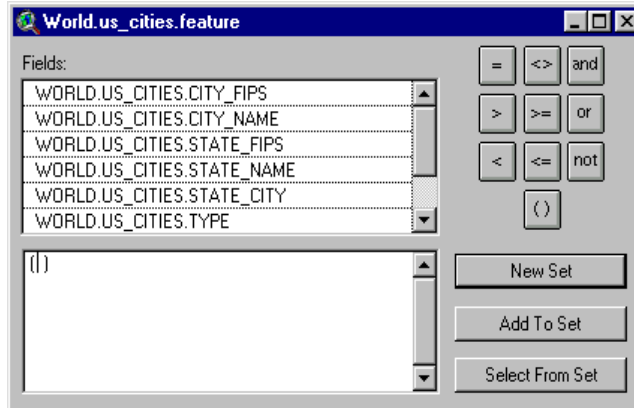 World.us_cities.feature
Fields:
WORLD.US_CITIES.CITY_FIPS
WORLD.US_CITIES.CITY_NAME
WORLD.US_CITIES.STATE_FIPS
WORLD.US_CITIES.STATE_NAME
WORLD.US_CITIES.STATE_CITY
WORLD.US_CITIES.TYPE
= <> and
> >= or
< <= not
( )
( )
New Set
Add To Set
Select From Set